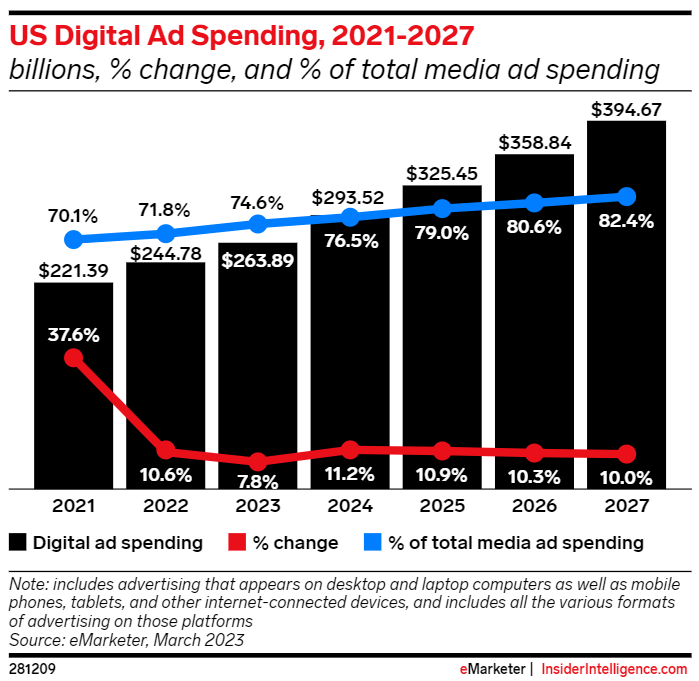 US Digital Ad Spending, 2021-2027
billions, % change, and % of total media ad spending
$394.67
$358.84
$325.45
$293.52
74.6%
71.8%
70.1%
82.4%
80.6%
79.0%
76.5%
$263.89
$244.78
$221.39
37.6%
10.6%
7.8%
11.2%
10.9%
10.3%
10.0%
2021 2022 2023 2024 2025 2026 2027
Digital ad spending % change % of total media ad spending
Note: includes advertising that appears on desktop and laptop computers as well as mobile
phones, tablets, and other internet-connected devices, and includes all the various formats
of advertising on those platforms
Source: eMarketer, March 2023
281209 eMarketer | InsiderIntelligence.com